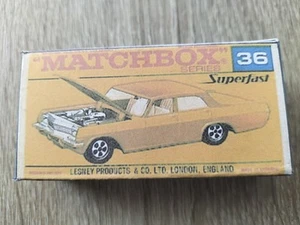 "MATCHBOX"
SERIES
36
Superfast
LESNEY PRODUCTS & CO. LTD. LONDON, ENGLAND